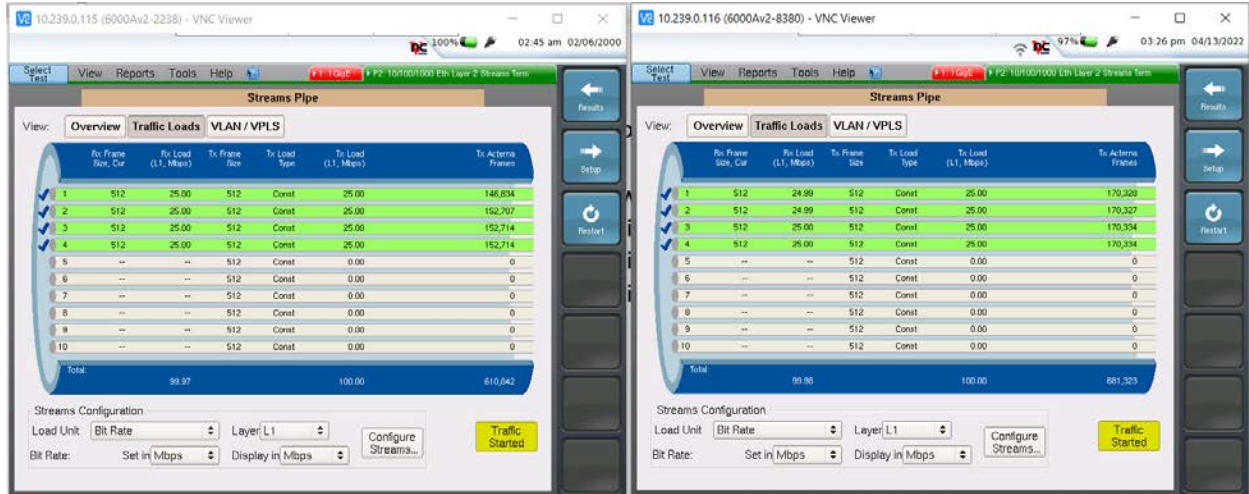 10.239.0.115 (6000Av2-2238) - VNC Viewer
100% 02:45 am 02/06/2000
Select Test View Reports Tools Help 1: 1GigE P2: 10/100/1000 Eth Layer 2 Streams Term
Streams Pipe
View: Overview Traffic Loads VLAN / VPLS
Rx Frame Size, Cur Rx Load (L1, Mbps) Tx Frame Size Tx Load Type Tx Load (L1, Mbps) Tx Acterna Frames
1 512 25.00 512 Const 25.00 146,834
2 512 25.00 512 Const 25.00 152,707
3 512 25.00 512 Const 25.00 152,714
4 512 25.00 512 Const 25.00 152,714
5 -- -- 512 Const 0.00 0
6 -- -- 512 Const 0.00 0
7 -- -- 512 Const 0.00 0
8 -- -- 512 Const 0.00 0
9 -- -- 512 Const 0.00 0
10 -- -- 512 Const 0.00 0
Total: 99.97 100.00
Streams Configuration
Load Unit Bit Rate Layer L1
Bit Rate: Set in Mbps Display in Mbps
Configure Streams...
Traffic Started
Results
Setup
Restart
10.239.0.116 (6000Av2-8380) - VNC Viewer
97% 03:26 pm 04/13/2022
Select Test View Reports Tools Help 1: 1GigE P2: 10/100/1000 Eth Layer 2 Streams Term
Streams Pipe
View: Overview Traffic Loads VLAN / VPLS
Rx Frame Size, Cur Rx Load (L1, Mbps) Tx Frame Size Tx Load Type Tx Load (L1, Mbps) Tx Acterna Frames
1 512 24.99 512 Const 25.00
2 512 24.99 512 Const 25.00 170,327
3 512 25.00 512 Const 25.00 170,334
4 512 25.00 512 Const 25.00 170,334
5 -- -- 512 Const 0.00 0
6 -- -- 512 Const 0.00 0
7 -- -- 512 Const 0.00 0
8 -- -- 512 Const 0.00 0
9 -- -- 512 Const 0.00 0
10 -- -- 512 Const 0.00 0
Total: 99.98 100.00 681,323
Streams Configuration
Load Unit Bit Rate Layer L1
Bit Rate: Set in Mbps Display in Mbps
Configure Streams...
Traffic Started
Results
Setup
Restart